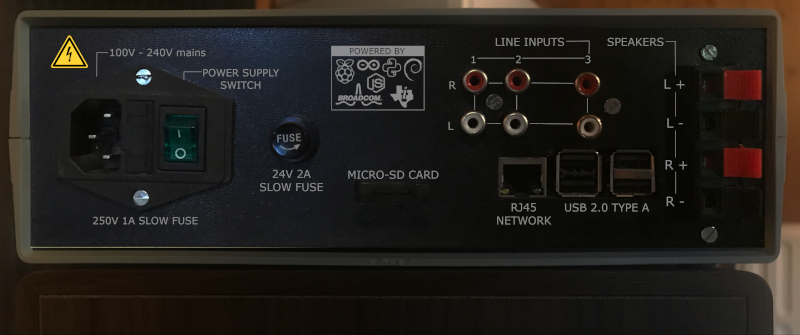 100V - 240V mains
POWER SUPPLY
SWITCH
250V 1A SLOW FUSE
I
O
FUSE
24V 2A
SLOW FUSE
POWERED BY
JS
BROADCOM
MICRO-SD CARD
LINE INPUTS
1 2 3
R
L
RJ45
NETWORK
USB 2.0 TYPE A
SPEAKERS
L +
L -
R +
R -